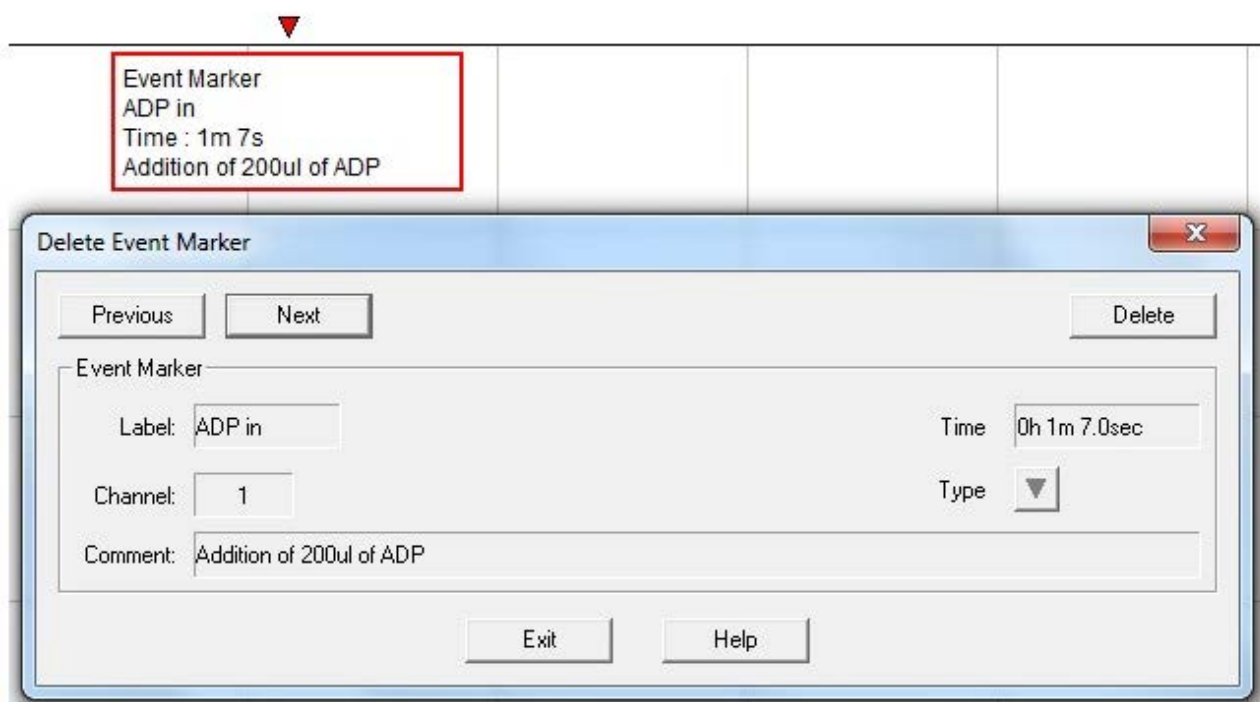 Event Marker
ADP in
Time : 1m 7s
Addition of 200ul of ADP
Delete Event Marker
Previous Next Delete
Event Marker
Label: ADP in Time 0h 1m 7.0sec
Channel: 1 Type
Comment: Addition of 200ul of ADP
Exit Help